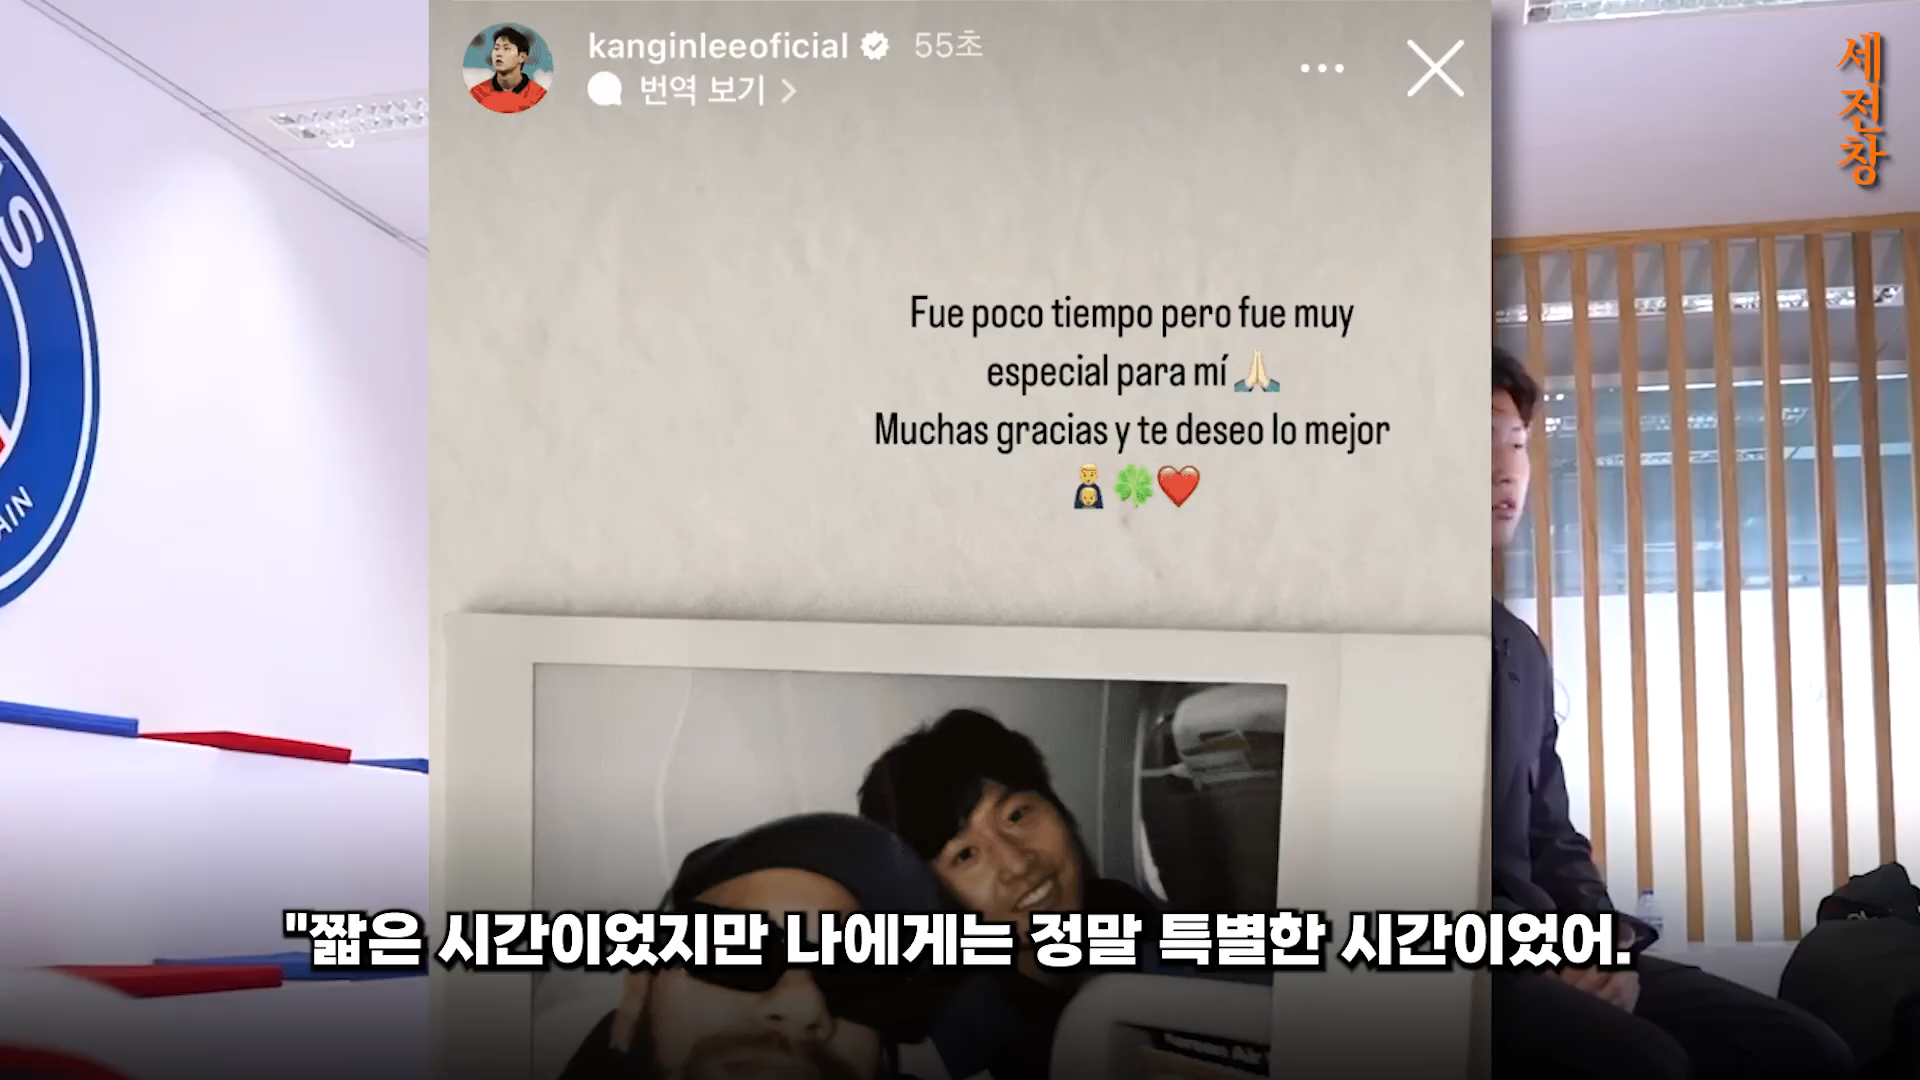 kanginleeoficial 55초
번역 보기
세전창
S
AIN
Fue poco tiempo pero fue muy
especial para mí 🙏🏻
Muchas gracias y te deseo lo mejor
🍀❤️
"짧은 시간이었지만 나에게는 정말 특별한 시간이었어.